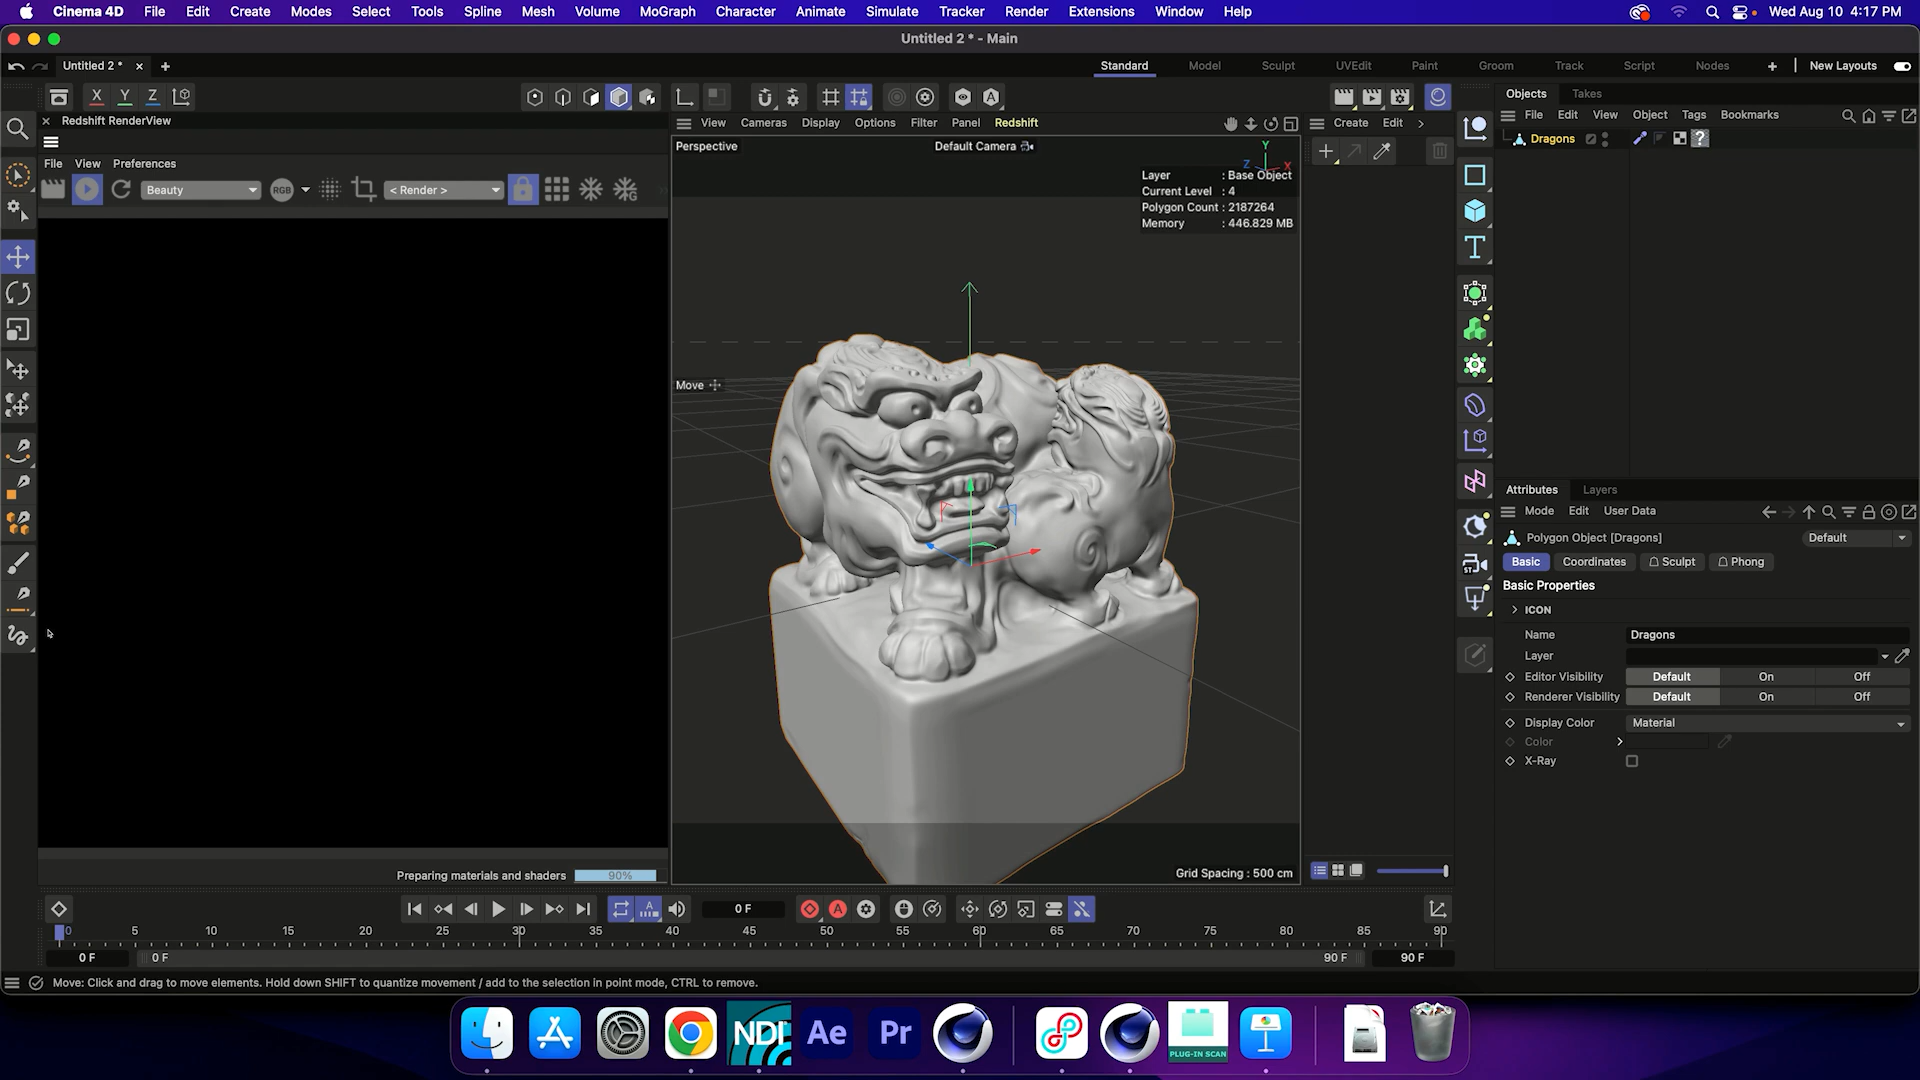 Cinema 4D File Edit Create Modes Select Tools Spline Mesh Volume MoGraph Character Animate Simulate Tracker Render Extensions Window Help Wed Aug 10 4:17 PM
Untitled 2 * - Main
Untitled 2 * × + Standard Model Sculpt UVEdit Paint Groom Track Script Nodes + New Layouts
X Y Z
Objects Takes
× Redshift RenderView
View Cameras Display Options Filter Panel Redshift
Create Edit >
File Edit View Object Tags Bookmarks
Perspective
Default Camera
Y
Z X
Dragons
?
File View Preferences
Beauty
RGB
< Render >
G
Layer : Base Object
Current Level : 4
Polygon Count : 2187264
Memory : 446.829 MB
T
Move
Attributes Layers
Mode Edit User Data
Polygon Object [Dragons]
Default
Basic Coordinates Sculpt Phong
Basic Properties
> ICON
Name Dragons
Layer
Editor Visibility Default On Off
Renderer Visibility Default On Off
Display Color Material
Color >
X-Ray
ST
Preparing materials and shaders 90%
Grid Spacing : 500 cm
A
0 F
A
0 5 10 15 20 25 30 35 40 45 50 55 60 65 70 75 80 85 90
0 F 0 F 90 F 90 F
Move: Click and drag to move elements. Hold down SHIFT to quantize movement / add to the selection in point mode, CTRL to remove.
NDI Ae Pr
PLUG-IN SCAN